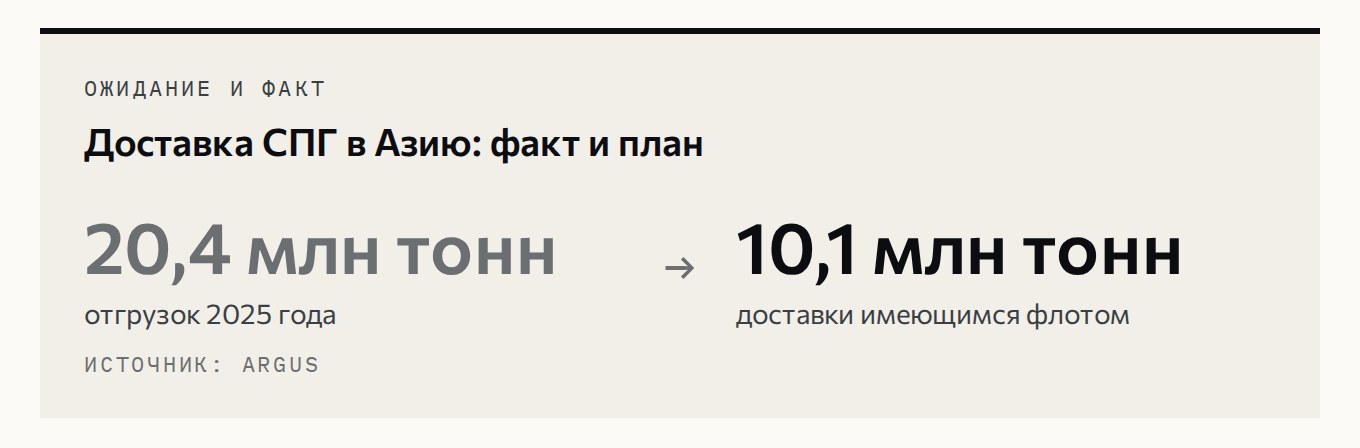 ОЖИДАНИЕ И ФАКТ
Доставка СПГ в Азию: факт и план
20,4 млн тонн → 10,1 млн тонн
отгрузок 2025 года доставки имеющимся флотом
ИСТОЧНИК: ARGUS